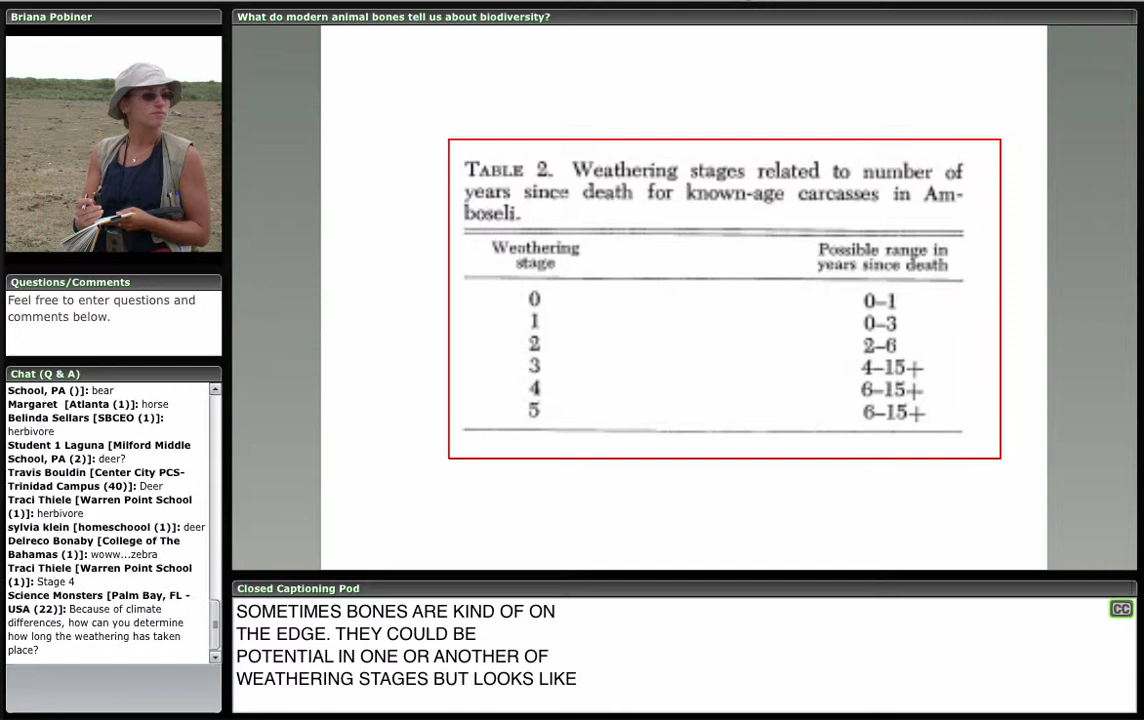 Briana Pobiner
What do modern animal bones tell us about biodiversity?
TABLE 2. Weathering stages related to number of
years since death for known-age carcasses in Am-
boseli.
Weathering
stage
Possible range in
years since death
0 0–1
1 0–3
2 2–6
3 4–15+
4 6–15+
5 6–15+
Questions/Comments
Feel free to enter questions and
comments below.
Chat (Q & A)
School, PA ()]: bear
Margaret [Atlanta (1)]: horse
Belinda Sellars [SBCEO (1)]:
herbivore
Student 1 Laguna [Milford Middle
School, PA (2)]: deer?
Travis Bouldin [Center City PCS-
Trinidad Campus (40)]: Deer
Traci Thiele [Warren Point School
(1)]: herbivore
sylvia klein [homeschoool (1)]: deer
Delreco Bonaby [College of The
Bahamas (1)]: woww...zebra
Traci Thiele [Warren Point School
(1)]: Stage 4
Science Monsters [Palm Bay, FL -
USA (22)]: Because of climate
differences, how can you determine
how long the weathering has taken
place?
Closed Captioning Pod
CC
SOMETIMES BONES ARE KIND OF ON
THE EDGE. THEY COULD BE
POTENTIAL IN ONE OR ANOTHER OF
WEATHERING STAGES BUT LOOKS LIKE